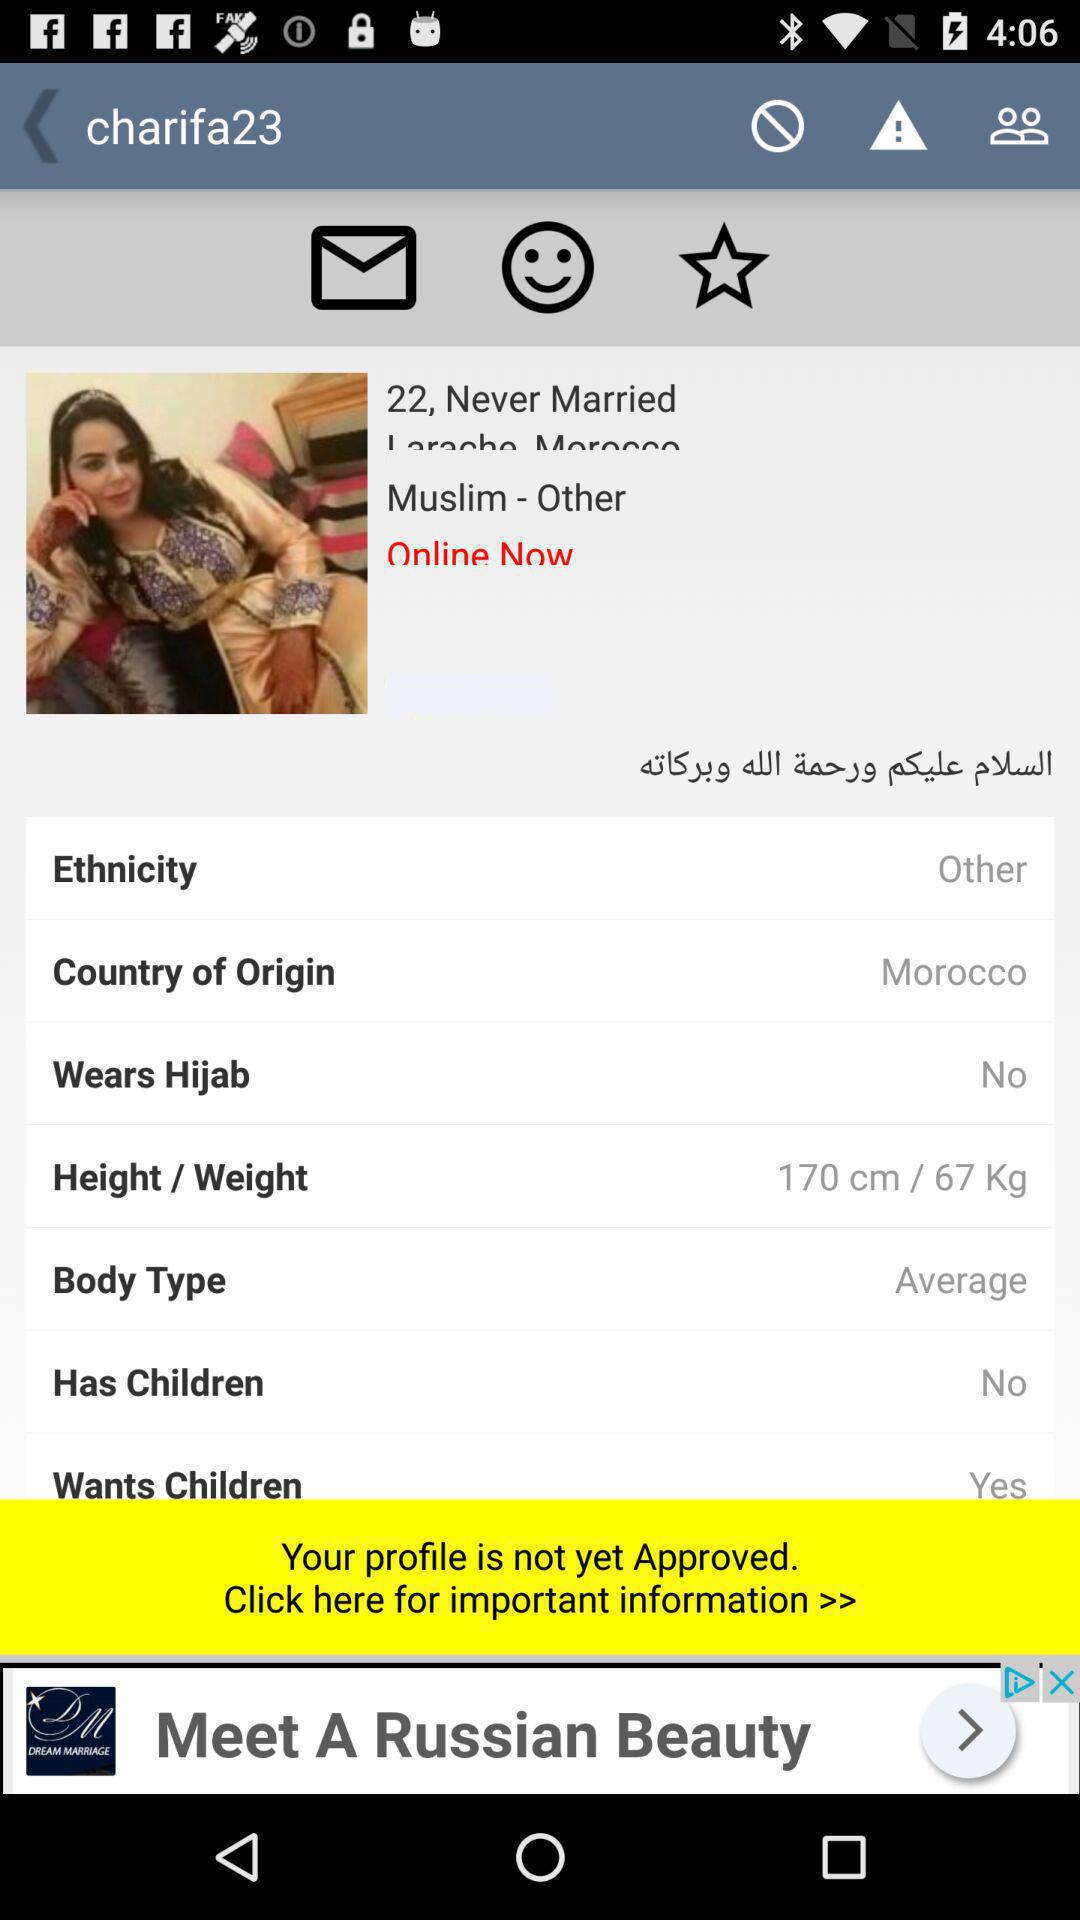 FAKE
4:06
charifa23
22, Never Married
Larache, Morocco
Muslim - Other
Online Now
السلام عليكم ورحمة الله وبركاته
Ethnicity Other
Country of Origin Morocco
Wears Hijab No
Height / Weight 170 cm / 67 Kg
Body Type Average
Has Children No
Wants Children Yes
Your profile is not yet Approved.
Click here for important information >>
DM
DREAM MARRIAGE
Meet A Russian Beauty